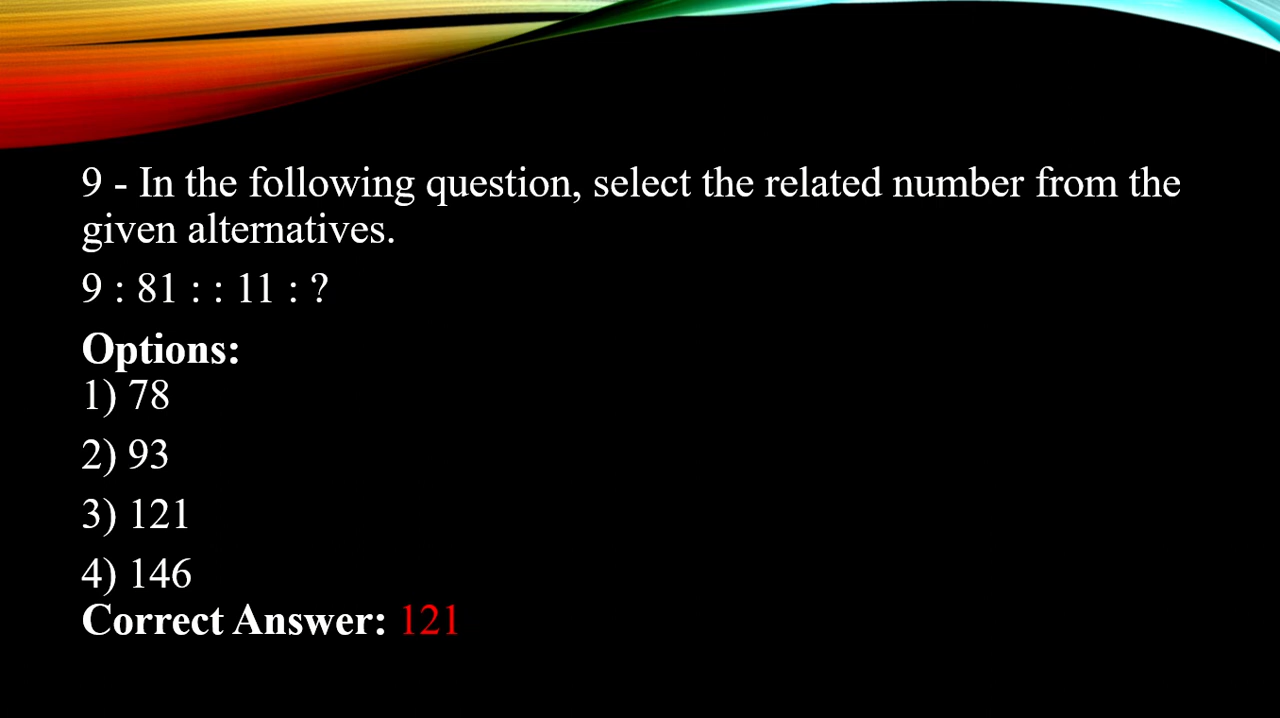 9 - In the following question, select the related number from the
given alternatives.
9 : 81 : : 11 : ?
Options:
1) 78
2) 93
3) 121
4) 146
Correct Answer: 121